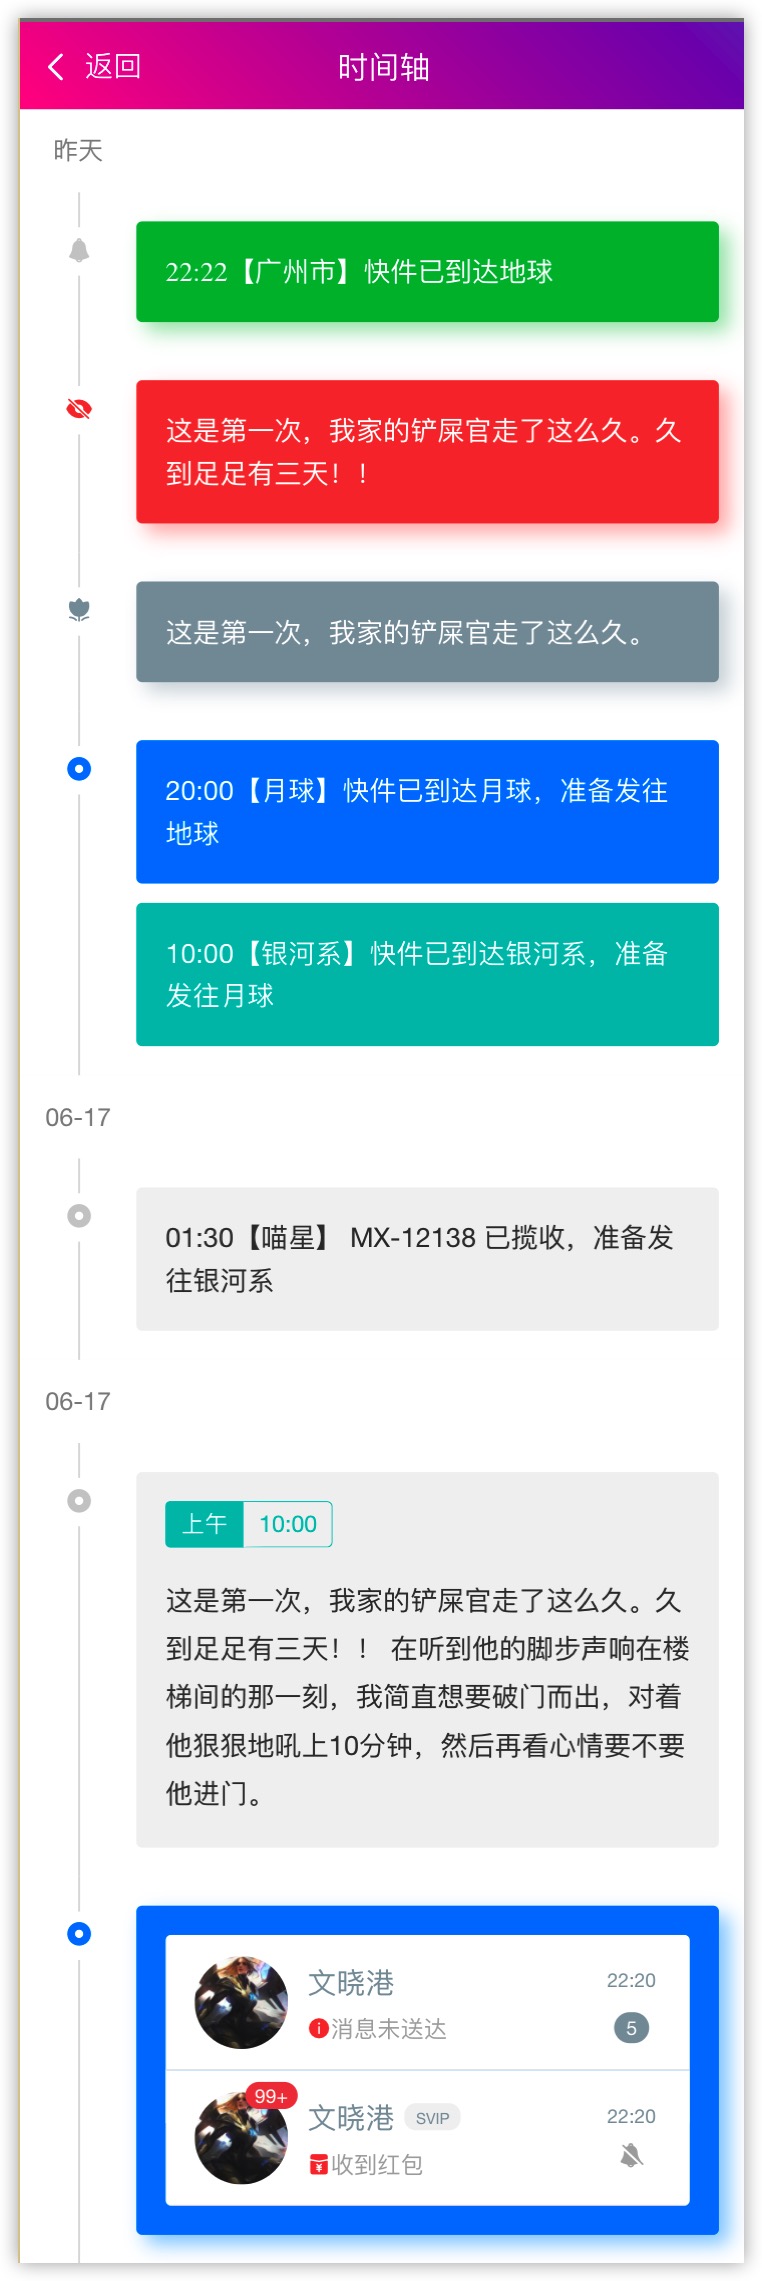 返回
时间轴
昨天
22:22【广州市】快件已到达地球
这是第一次，我家的铲屎官走了这么久。久
到足足有三天！！
这是第一次，我家的铲屎官走了这么久。
20:00【月球】快件已到达月球，准备发往
地球
10:00【银河系】快件已到达银河系，准备
发往月球
06-17
01:30【喵星】 MX-12138 已揽收，准备发
往银河系
06-17
上午 10:00
这是第一次，我家的铲屎官走了这么久。久
到足足有三天！！ 在听到他的脚步声响在楼
梯间的那一刻，我简直想要破门而出，对着
他狠狠地吼上10分钟，然后再看心情要不要
他进门。
文晓港 22:20
消息未送达 5
99+
文晓港 SVIP 22:20
收到红包